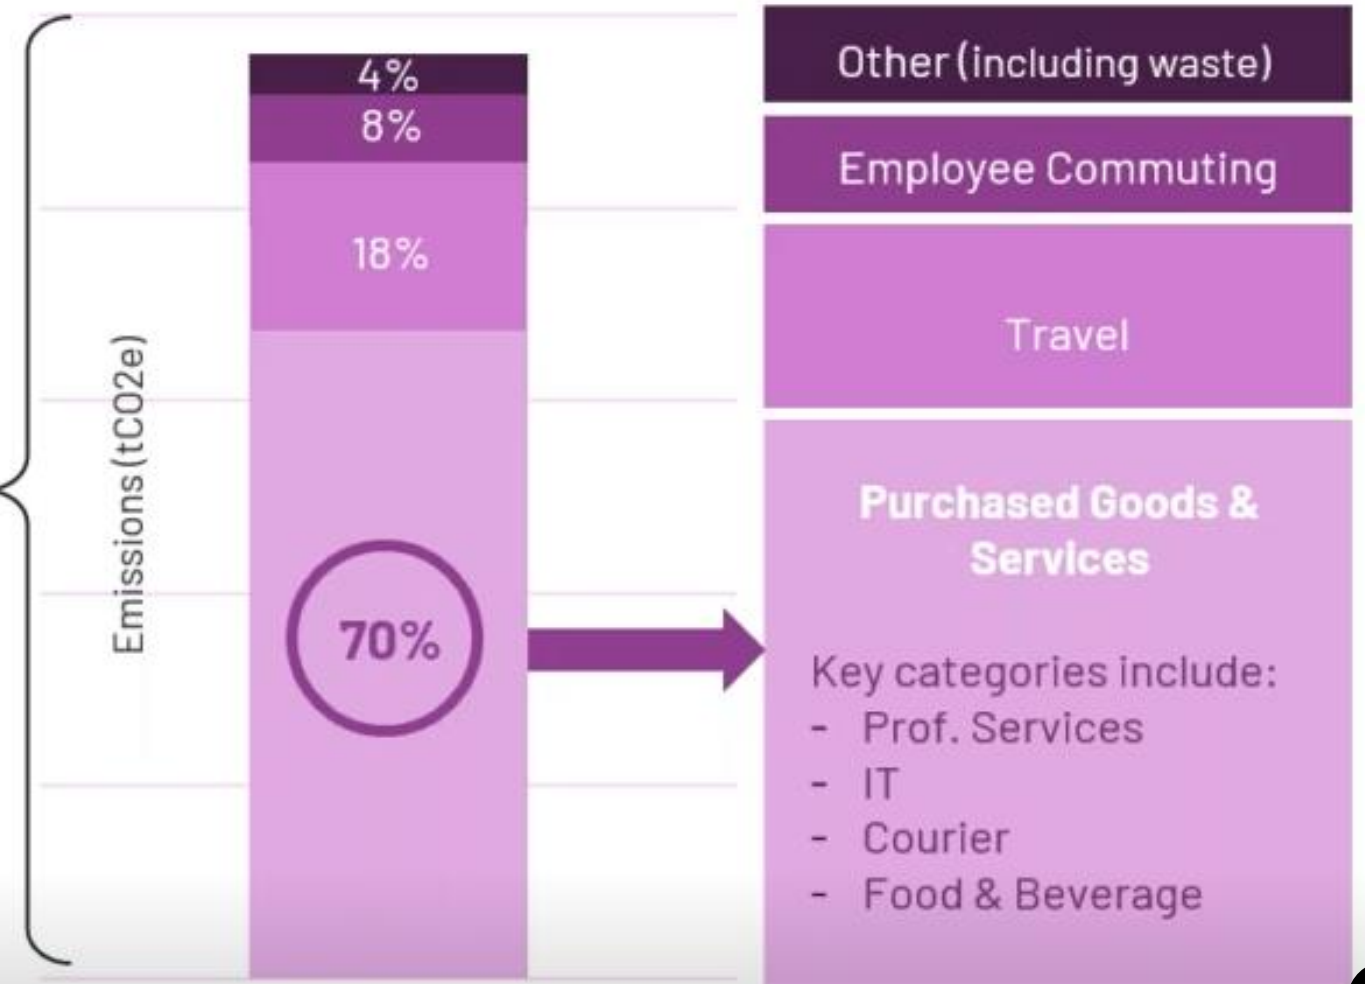 Emissions (tCO2e)
4%
8%
18%
70%
Other (including waste)
Employee Commuting
Travel
Purchased Goods &
Services
Key categories include:
- Prof. Services
- IT
- Courier
- Food & Beverage